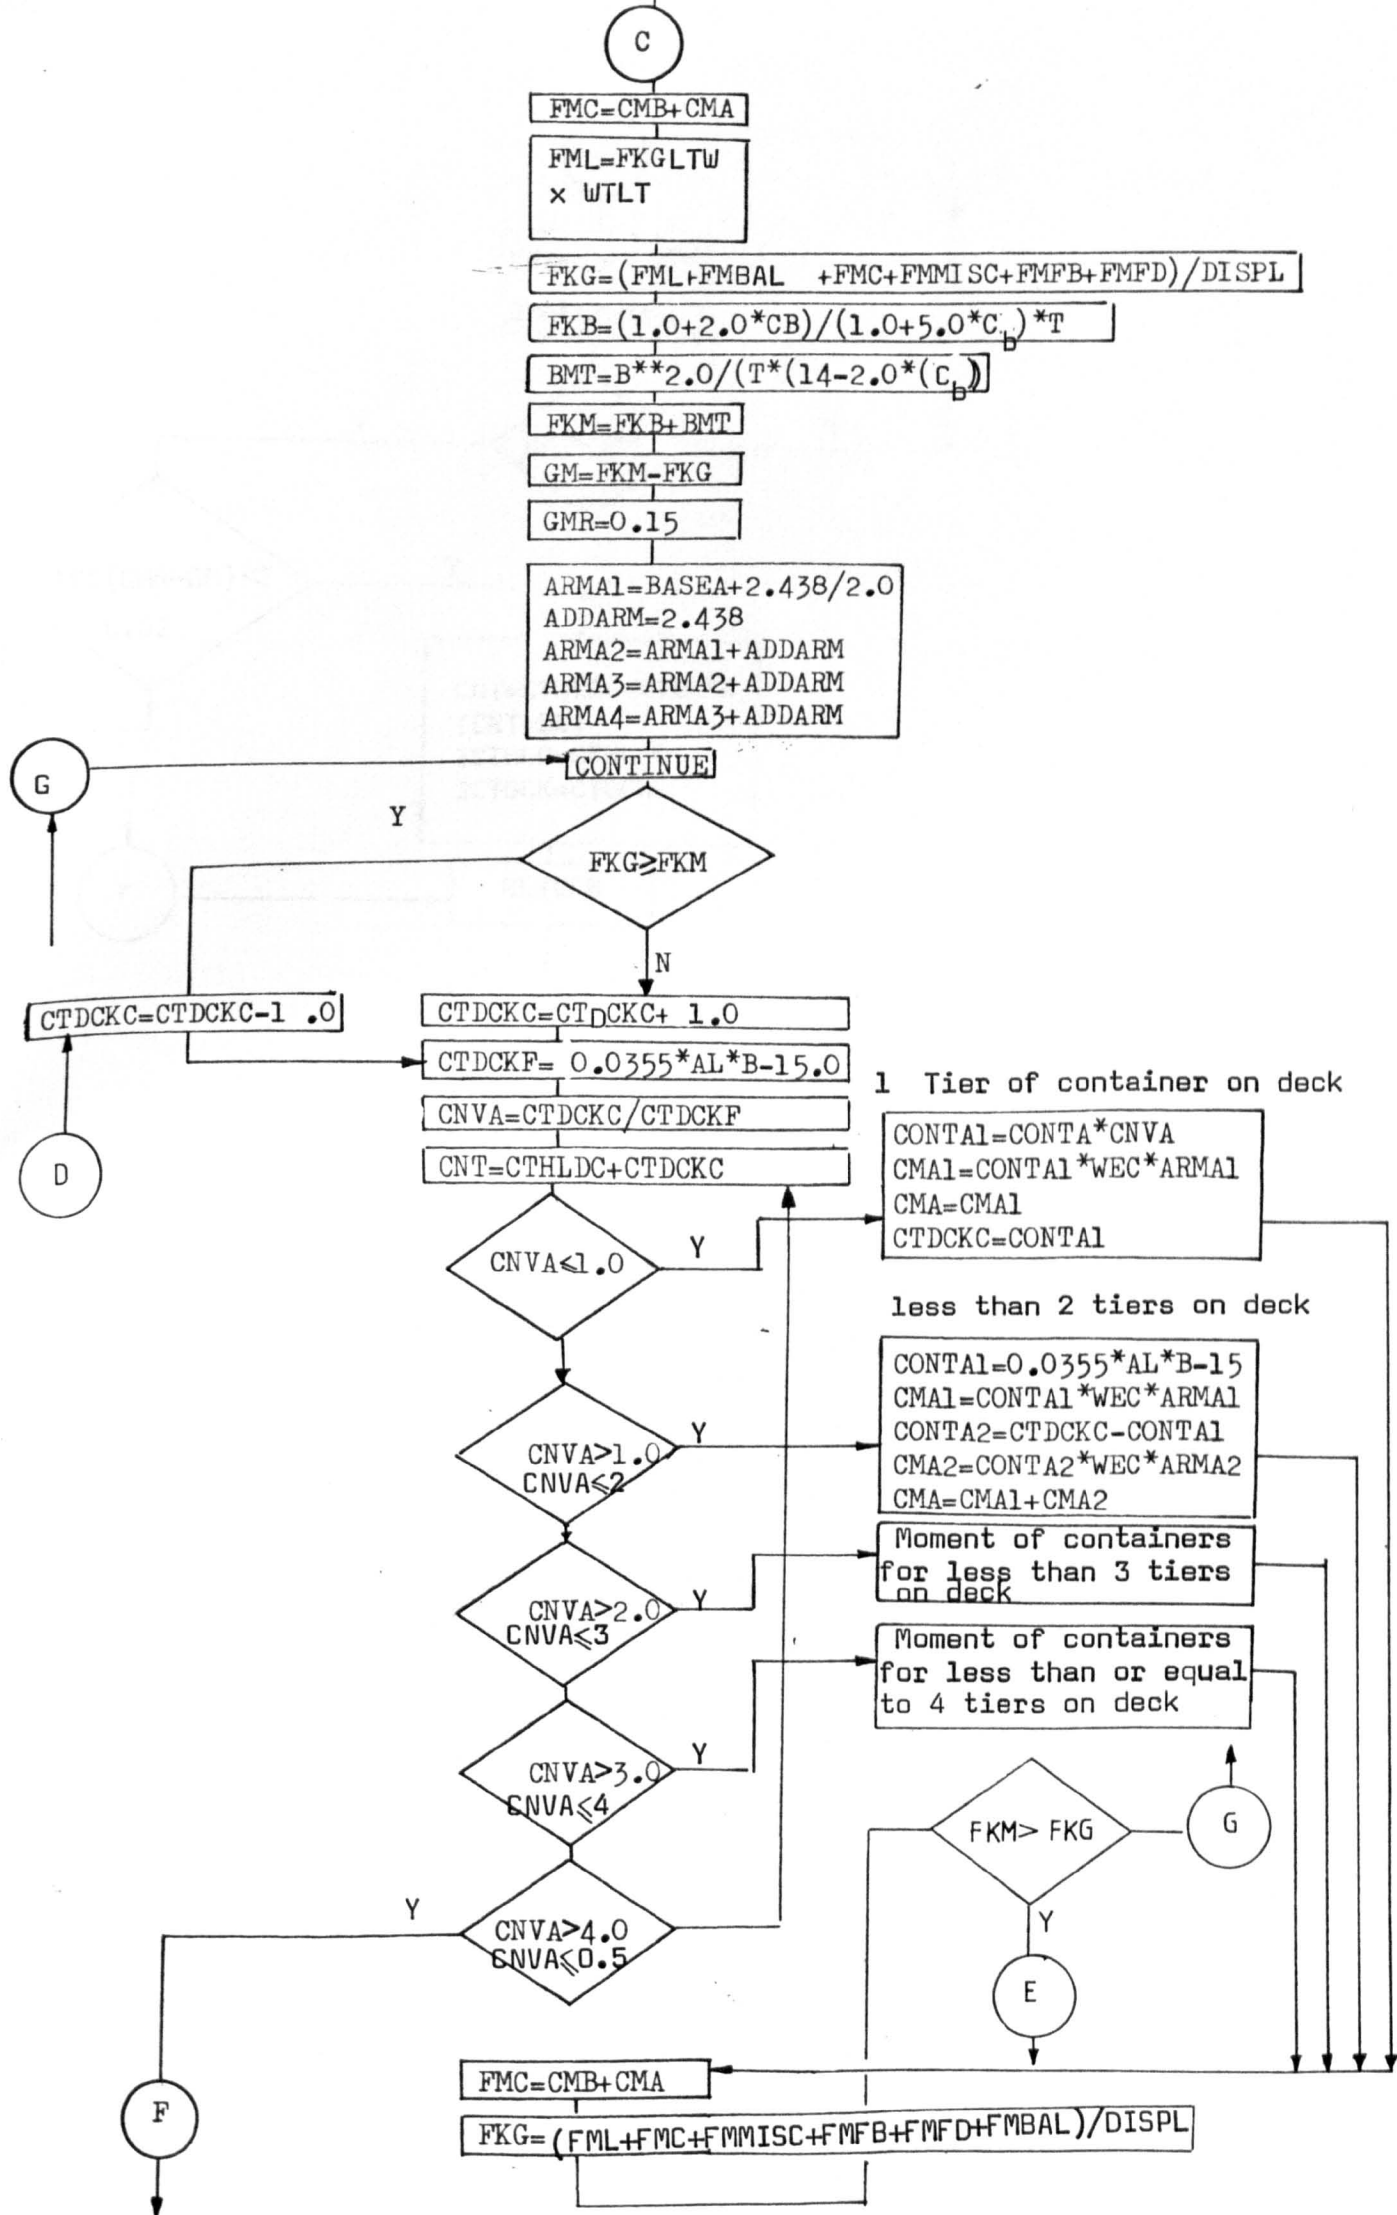 C
FMC=CMB+CMA
FML=FKGLTW
× WTLT
FKG=(FML+FMBAL +FMC+FMMISC+FMFB+FMFD)/DISPL
FKB=(1.0+2.0*CB)/(1.0+5.0*Cb)*T
BMT=B**2.0/(T*(14-2.0*(Cb))
FKM=FKB+BMT
GM=FKM-FKG
GMR=0.15
ARMA1=BASEA+2.438/2.0
ADDARM=2.438
ARMA2=ARMA1+ADDARM
ARMA3=ARMA2+ADDARM
ARMA4=ARMA3+ADDARM
G
CONTINUE
Y
FKG≥FKM
N
CTDCKC=CTDCKC-1 .0
CTDCKC=CTDCKC+ 1.0
CTDCKF= 0.0355*AL*B-15.0
CNVA=CTDCKC/CTDCKF
CNT=CTHLDC+CTDCKC
D
1 Tier of container on deck
CONTA1=CONTA*CNVA
CMA1=CONTA1*WEC*ARMA1
CMA=CMA1
CTDCKC=CONTA1
CNVA≤1.0
Y
less than 2 tiers on deck
CONTA1=0.0355*AL*B-15
CMA1=CONTA1*WEC*ARMA1
CONTA2=CTDCKC-CONTA1
CMA2=CONTA2*WEC*ARMA2
CMA=CMA1+CMA2
CNVA>1.0
CNVA≤2
Y
Moment of containers
for less than 3 tiers
on deck
CNVA>2.0
CNVA≤3
Y
Moment of containers
for less than or equal
to 4 tiers on deck
CNVA>3.0
CNVA≤4
Y
FKM> FKG
G
Y
CNVA>4.0
CNVA≤0.5
Y
E
F
FMC=CMB+CMA
FKG=(FML+FMC+FMMISC+FMFB+FMFD+FMBAL)/DISPL